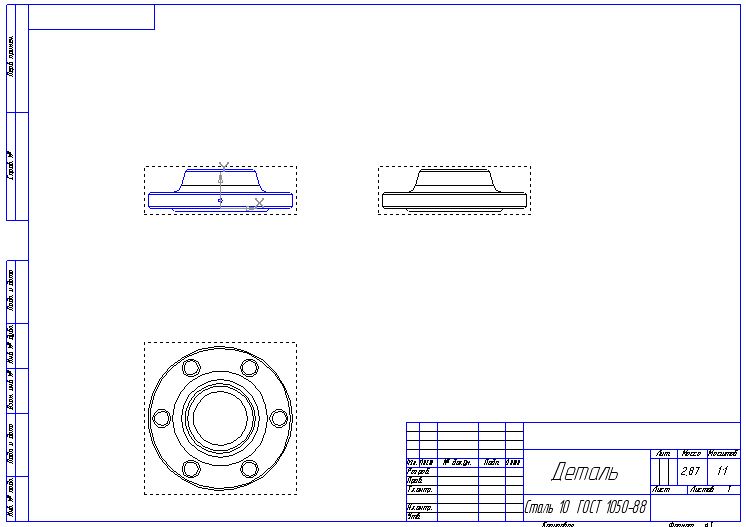 Перв. примен.
Справ. №
Подп. и дата
Инв. № дубл.
Взам. инв. №
Подп. и дата
Инв. № подл.
Y
X
Изм. Лист № докум. Подп. Дата
Разраб.
Пров.
Т.контр.
Н.контр.
Утв.
Деталь
Сталь 10 ГОСТ 1050-88
Лит. Масса Масштаб
2,87 1:1
Лист Листов 1
Копировал Формат